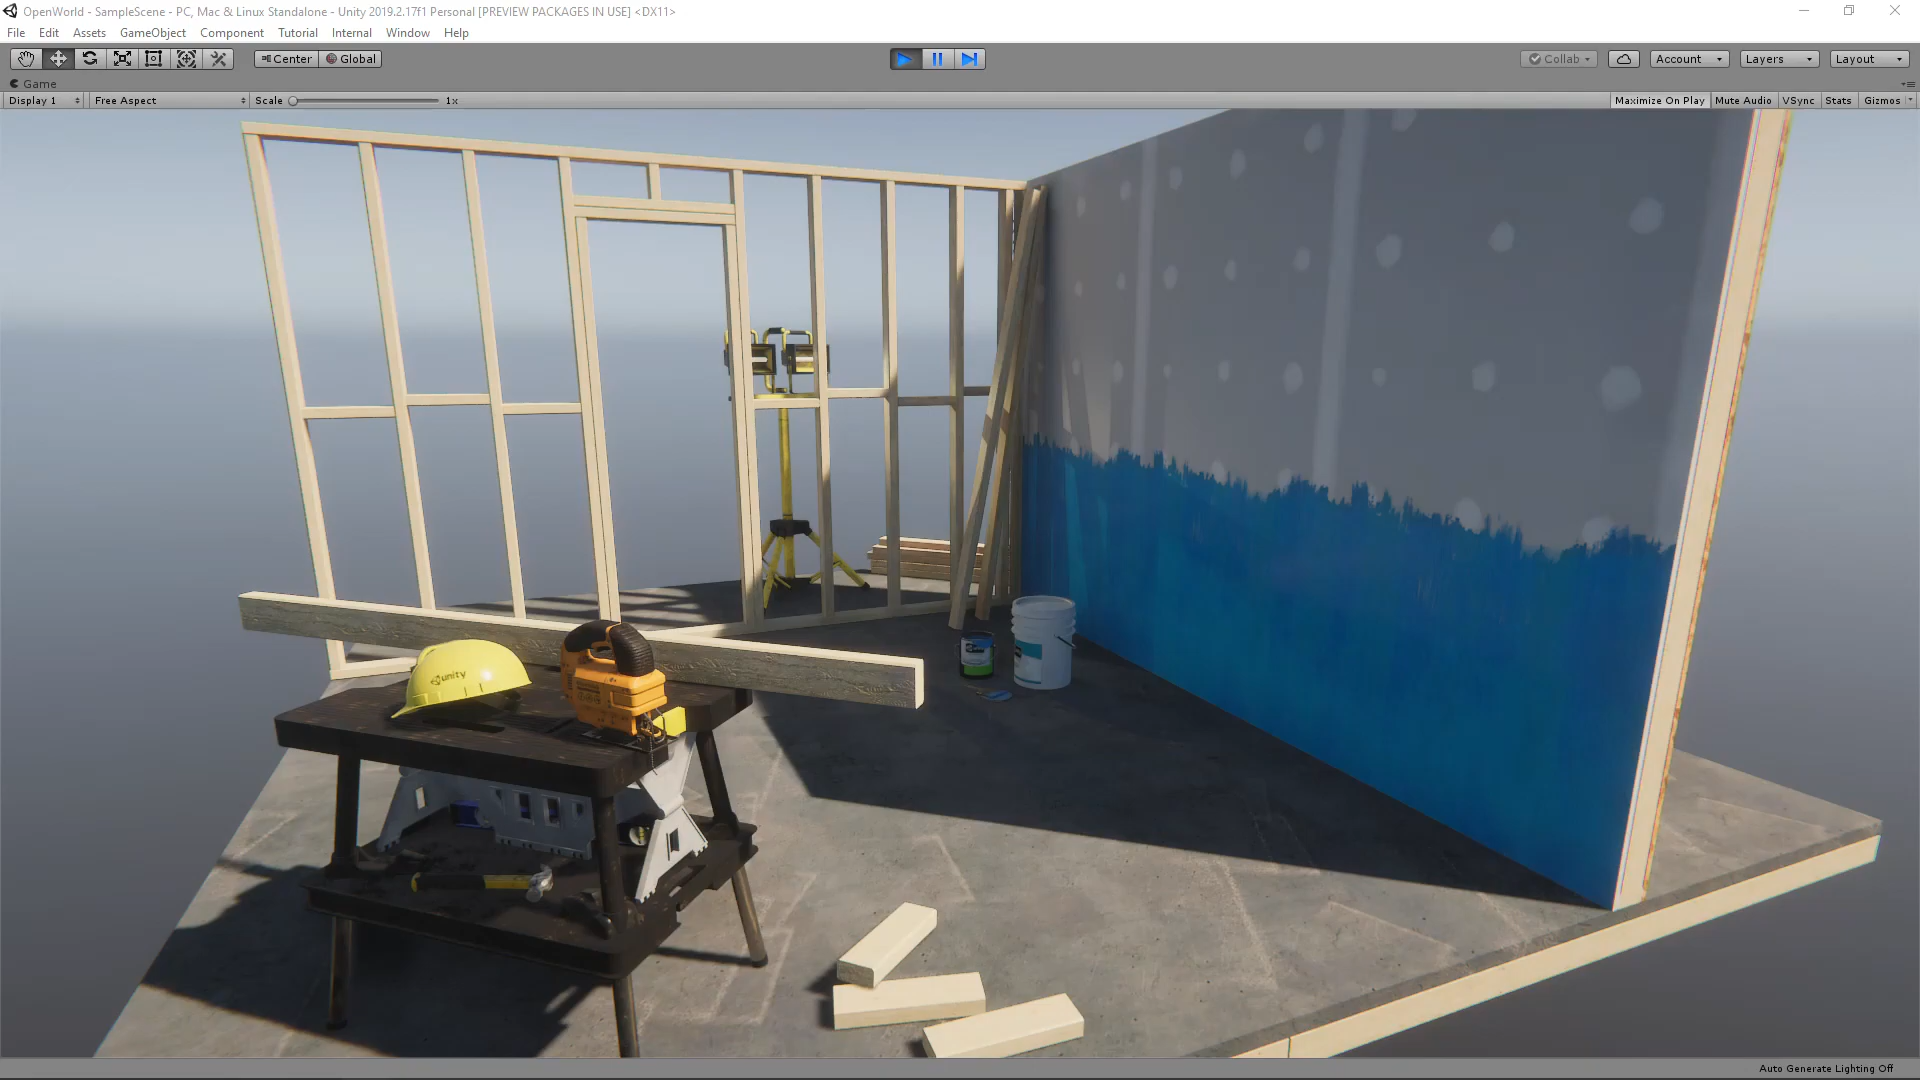 OpenWorld - SampleScene - PC, Mac & Linux Standalone - Unity 2019.2.17f1 Personal [PREVIEW PACKAGES IN USE] <DX11>
File Edit Assets GameObject Component Tutorial Internal Window Help
Center Global Collab Account Layers Layout
Game
Display 1 Free Aspect Scale 1x Maximize On Play Mute Audio VSync Stats Gizmos
unity
Auto Generate Lighting Off